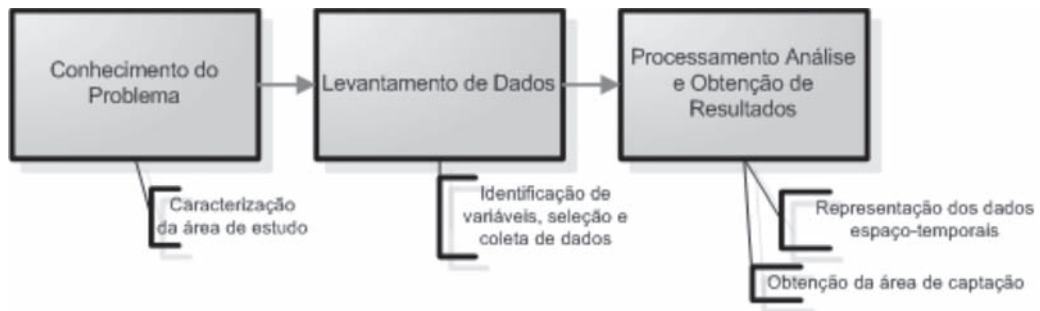 Conhecimento do
Problema
Levantamento de Dados
Processamento Análise
e Obtenção de
Resultados
Caracterização
da área de estudo
Identificação de
variáveis, seleção e
coleta de dados
Representação dos dados
espaço-temporais
Obtenção da área de captação